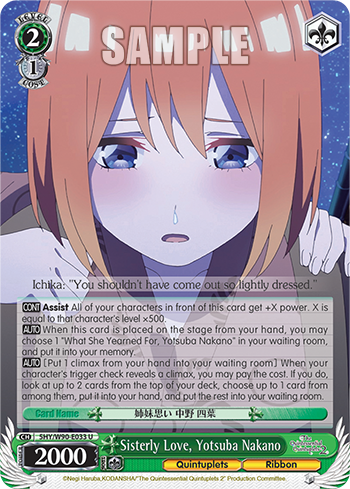 LEVEL
2
1
COST
SAMPLE
Ichika: "You shouldn't have come out so lightly dressed."
CONT Assist All of your characters in front of this card get +X power. X is
equal to that character's level ×500.
AUTO When this card is placed on the stage from your hand, you may
choose 1 "What She Yearned For, Yotsuba Nakano" in your waiting room,
and put it into your memory.
AUTO [Put 1 climax from your hand into your waiting room] When your
character's trigger check reveals a climax, you may pay the cost. If you do,
look at up to 2 cards from the top of your deck, choose up to 1 card from
among them, put it into your hand, and put the rest into your waiting room.
Card Name 姉妹思い 中野 四葉
CH 5HY/W90-E033 U
Sisterly Love, Yotsuba Nakano
POWER
2000
Quintuplets
Ribbon
©Negi Haruba,KODANSHA/"The Quintessential Quintuplets 2" Production Committee.